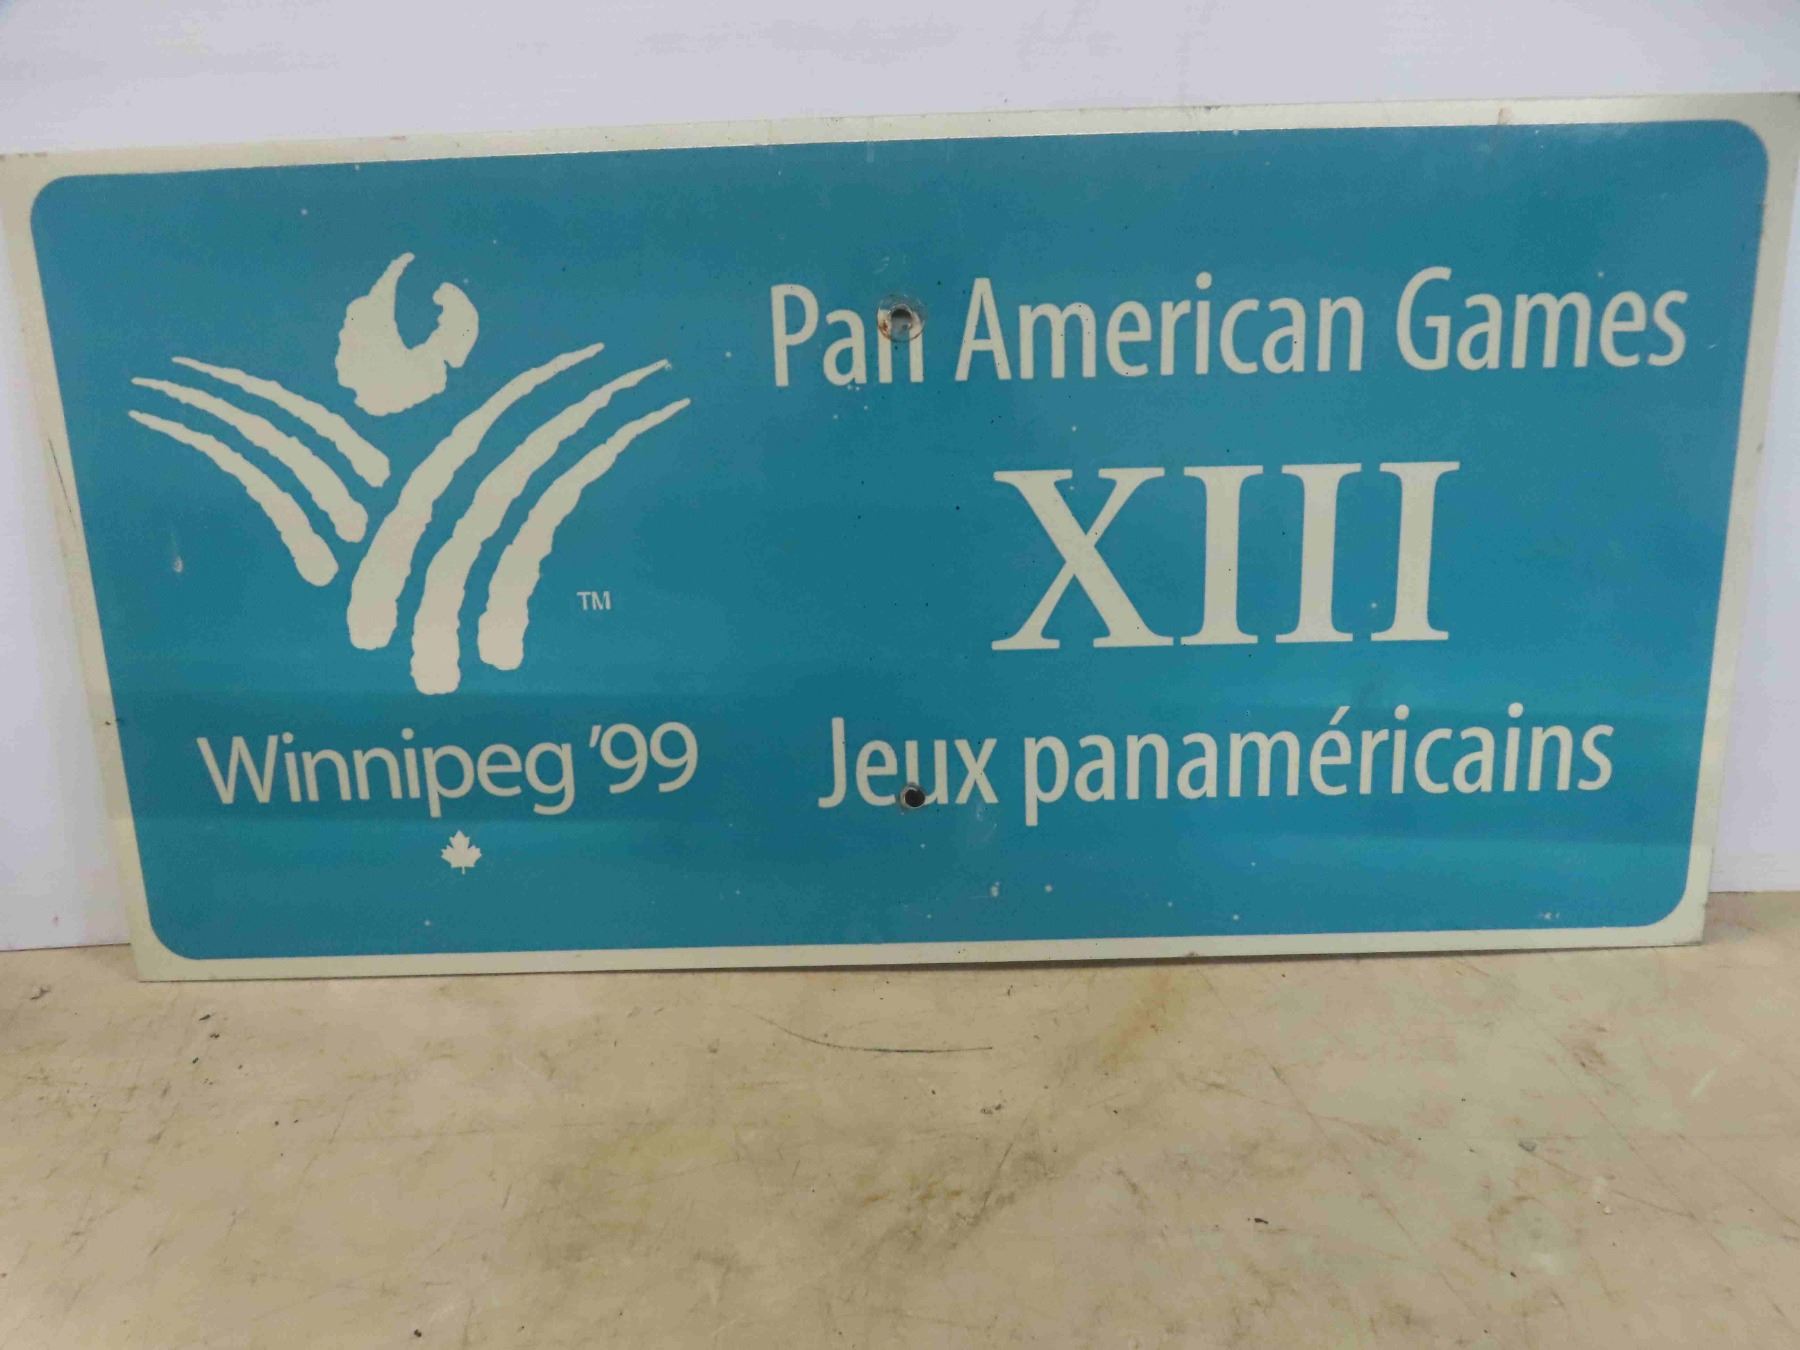 Pan American Games
XIII
Jeux panaméricains
TM
Winnipeg '99